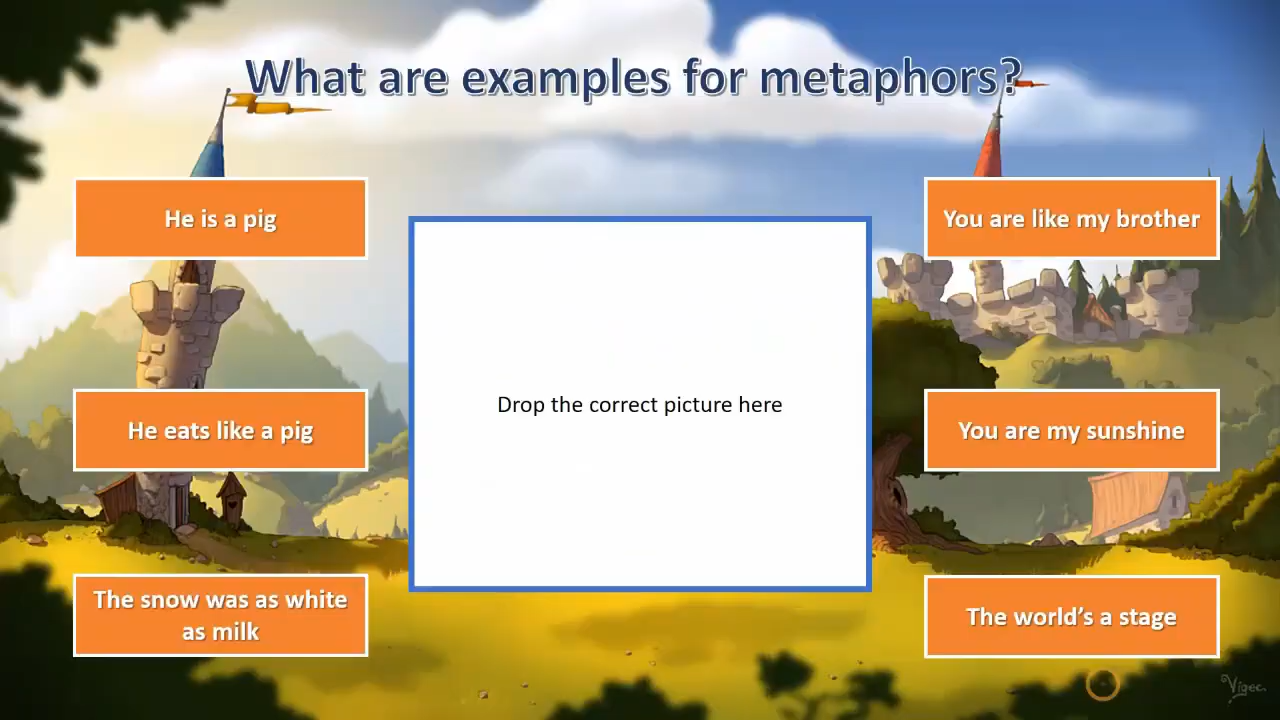 What are examples for metaphors?
He is a pig
You are like my brother
Drop the correct picture here
He eats like a pig
You are my sunshine
The snow was as white
as milk
The world’s a stage
Vigec.